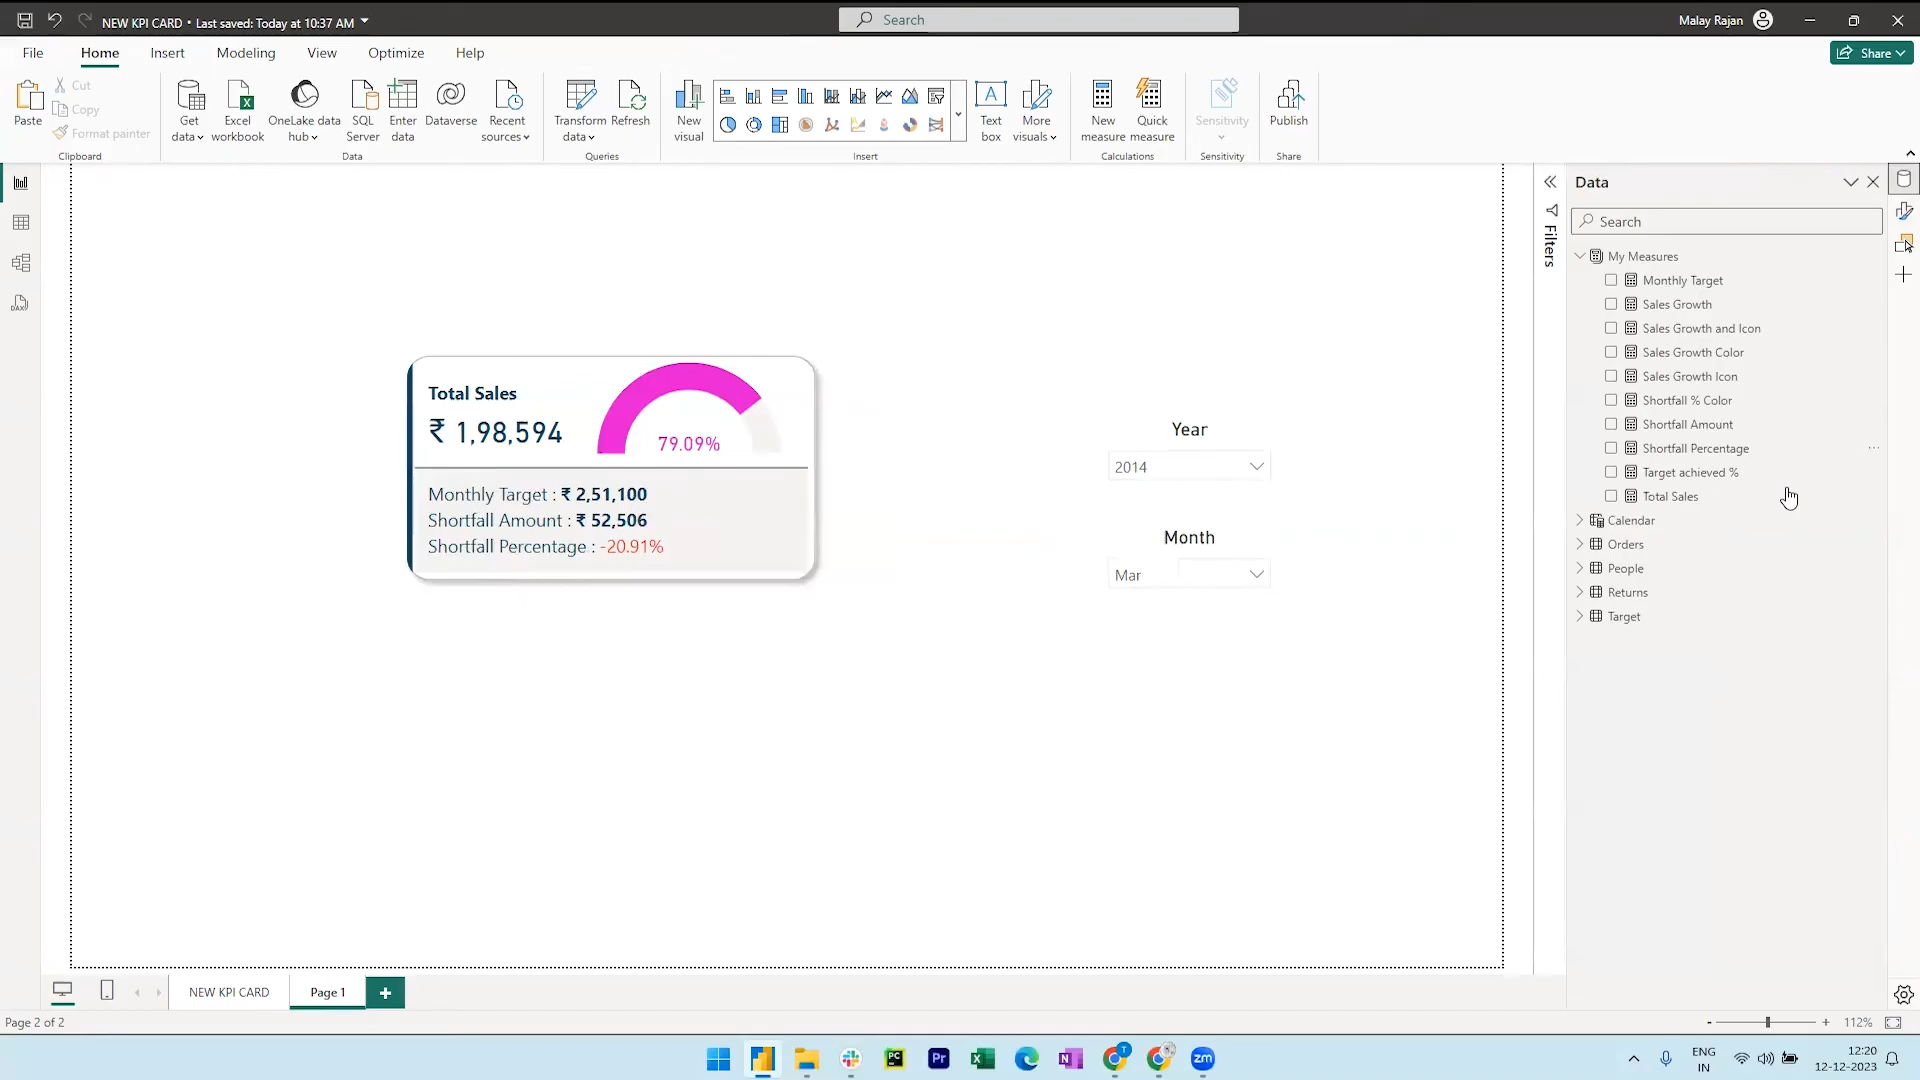 NEW KPI CARD • Last saved: Today at 10:37 AM
Search
Malay Rajan
File Home Insert Modeling View Optimize Help
Share
Paste
Cut
Copy
Format painter
Clipboard
Get data
Excel workbook
OneLake data hub
SQL Server
Enter data
Dataverse
Recent sources
Data
Transform data
Refresh
Queries
New visual
Text box
More visuals
Insert
New measure
Quick measure
Calculations
Sensitivity
Sensitivity
Publish
Share
Total Sales
₹ 1,98,594
79.09%
Monthly Target : ₹ 2,51,100
Shortfall Amount : ₹ 52,506
Shortfall Percentage : -20.91%
Year
2014
Month
Mar
Filters
Data
Search
My Measures
Monthly Target
Sales Growth
Sales Growth and Icon
Sales Growth Color
Sales Growth Icon
Shortfall % Color
Shortfall Amount
Shortfall Percentage
Target achieved %
Total Sales
Calendar
Orders
People
Returns
Target
NEW KPI CARD
Page 1
Page 2 of 2
112%
ENG
IN
12:20
12-12-2023